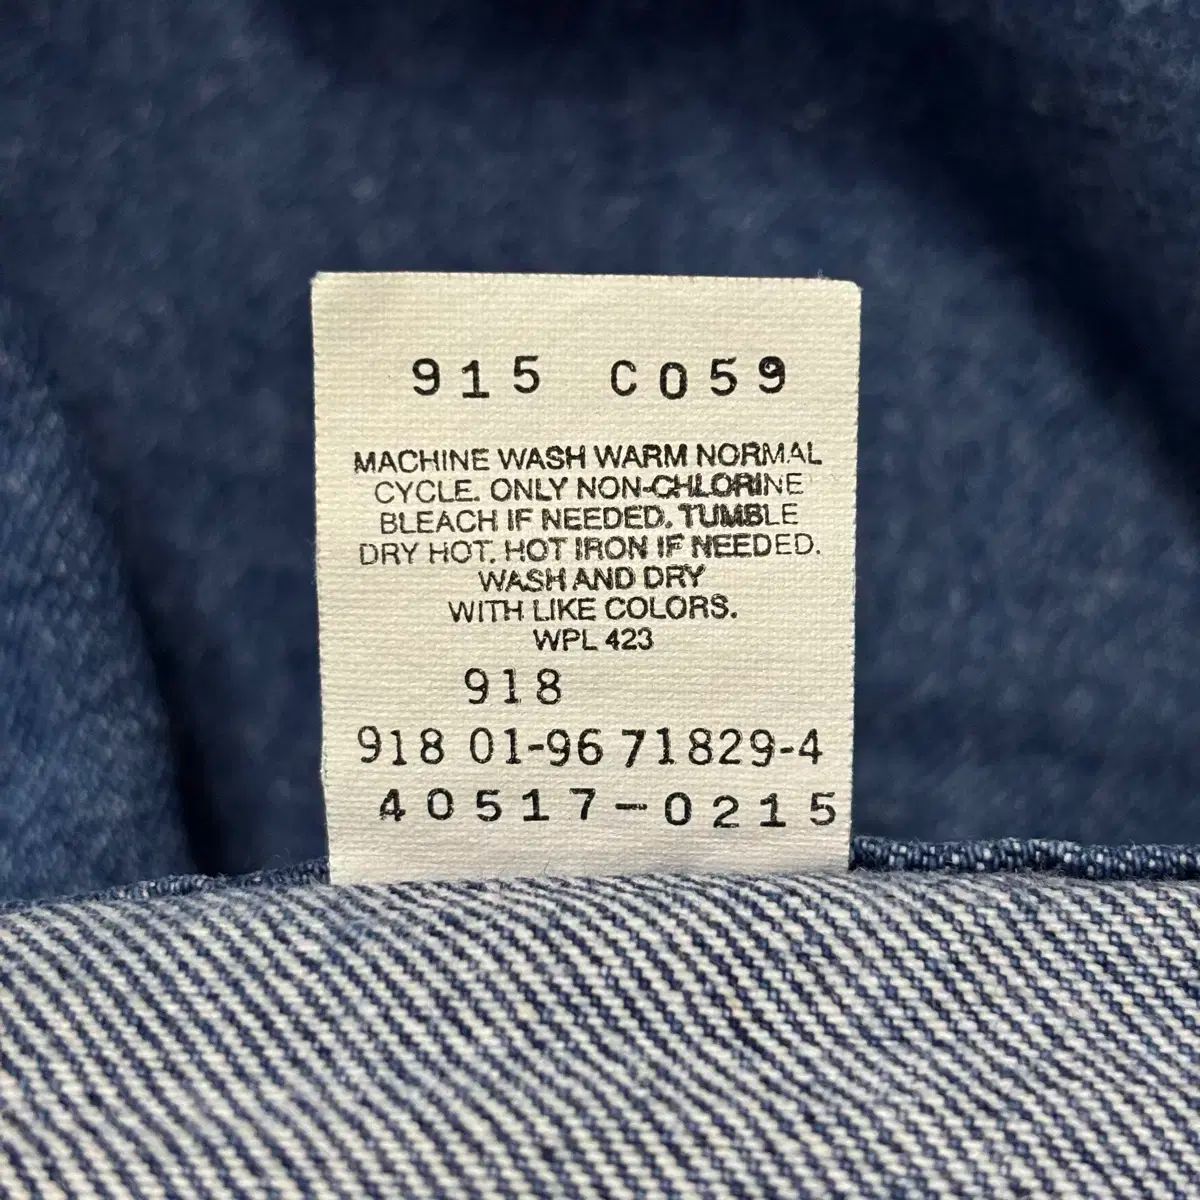 915 C059
MACHINE WASH WARM NORMAL
CYCLE. ONLY NON-CHLORINE
BLEACH IF NEEDED. TUMBLE
DRY HOT. HOT IRON IF NEEDED.
WASH AND DRY
WITH LIKE COLORS.
WPL 423
918
918 01-96 71829-4
40517-0215